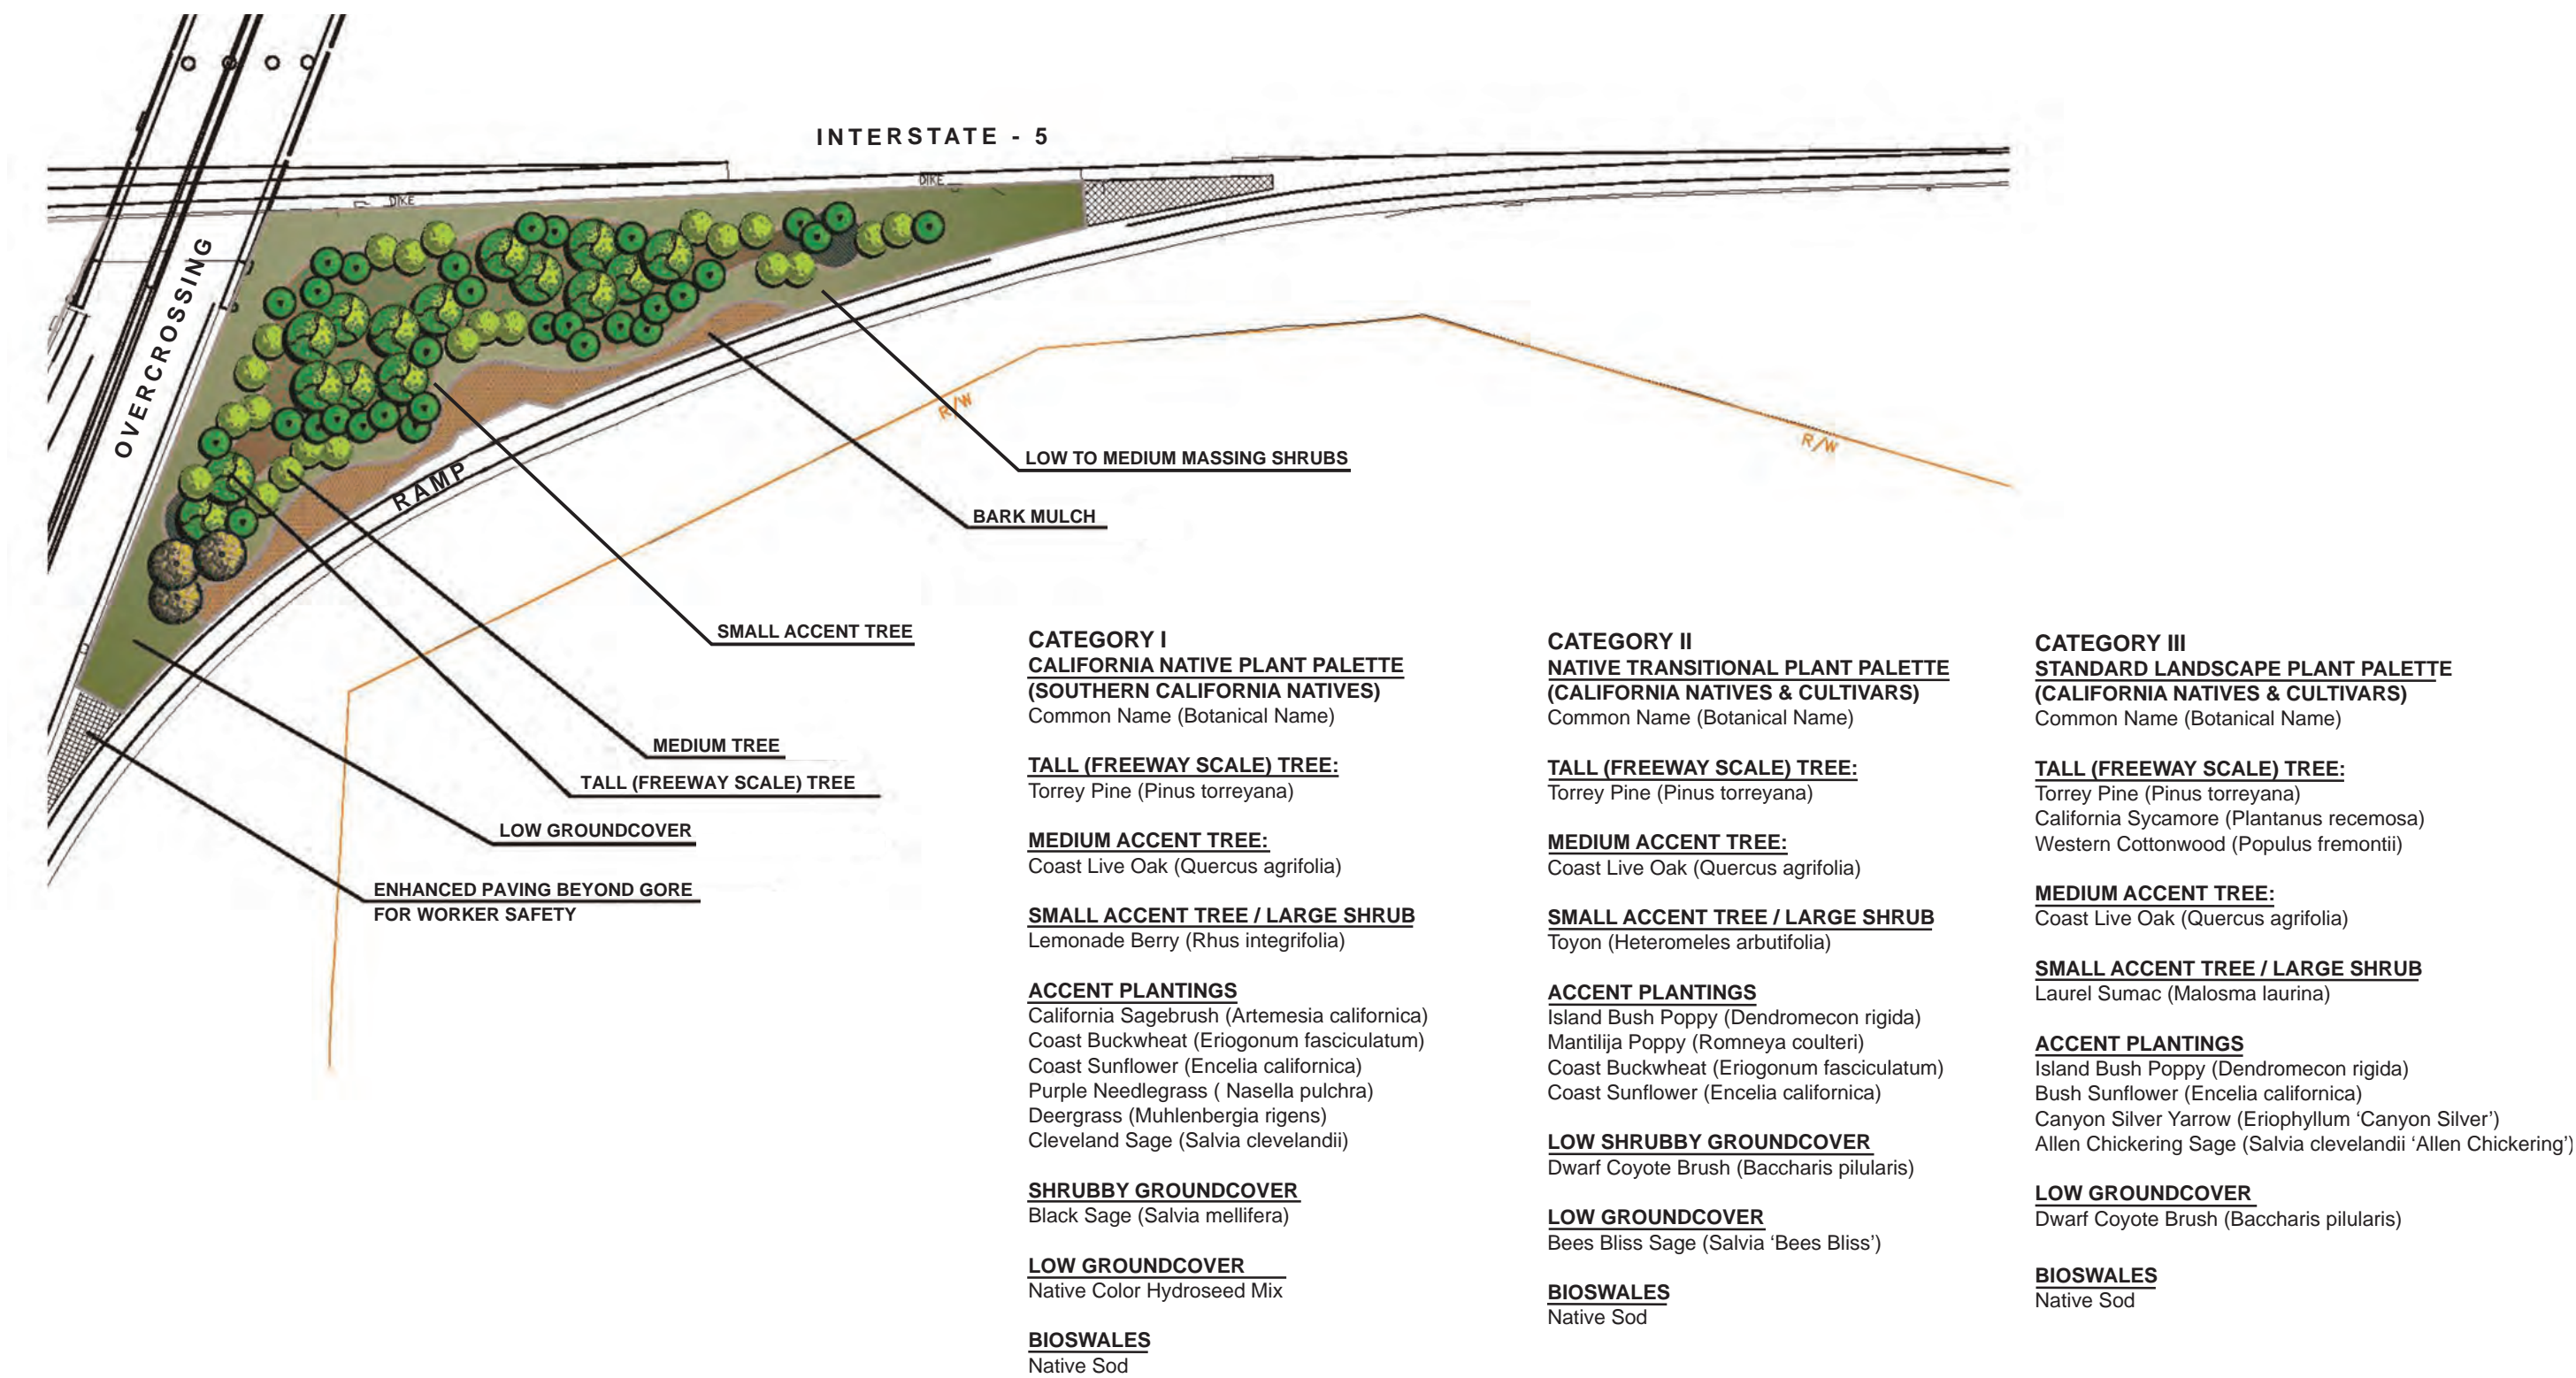 INTERSTATE - 5
DIKE
DIKE
OVERCROSSING
RAMP
R/W
R/W
LOW TO MEDIUM MASSING SHRUBS
BARK MULCH
SMALL ACCENT TREE
MEDIUM TREE
TALL (FREEWAY SCALE) TREE
LOW GROUNDCOVER
ENHANCED PAVING BEYOND GORE
FOR WORKER SAFETY
CATEGORY I
CALIFORNIA NATIVE PLANT PALETTE
(SOUTHERN CALIFORNIA NATIVES)
Common Name (Botanical Name)
TALL (FREEWAY SCALE) TREE:
Torrey Pine (Pinus torreyana)
MEDIUM ACCENT TREE:
Coast Live Oak (Quercus agrifolia)
SMALL ACCENT TREE / LARGE SHRUB
Lemonade Berry (Rhus integrifolia)
ACCENT PLANTINGS
California Sagebrush (Artemesia californica)
Coast Buckwheat (Eriogonum fasciculatum)
Coast Sunflower (Encelia californica)
Purple Needlegrass ( Nasella pulchra)
Deergrass (Muhlenbergia rigens)
Cleveland Sage (Salvia clevelandii)
SHRUBBY GROUNDCOVER
Black Sage (Salvia mellifera)
LOW GROUNDCOVER
Native Color Hydroseed Mix
BIOSWALES
Native Sod
CATEGORY II
NATIVE TRANSITIONAL PLANT PALETTE
(CALIFORNIA NATIVES & CULTIVARS)
Common Name (Botanical Name)
TALL (FREEWAY SCALE) TREE:
Torrey Pine (Pinus torreyana)
MEDIUM ACCENT TREE:
Coast Live Oak (Quercus agrifolia)
SMALL ACCENT TREE / LARGE SHRUB
Toyon (Heteromeles arbutifolia)
ACCENT PLANTINGS
Island Bush Poppy (Dendromecon rigida)
Mantilija Poppy (Romneya coulteri)
Coast Buckwheat (Eriogonum fasciculatum)
Coast Sunflower (Encelia californica)
LOW SHRUBBY GROUNDCOVER
Dwarf Coyote Brush (Baccharis pilularis)
LOW GROUNDCOVER
Bees Bliss Sage (Salvia ‘Bees Bliss’)
BIOSWALES
Native Sod
CATEGORY III
STANDARD LANDSCAPE PLANT PALETTE
(CALIFORNIA NATIVES & CULTIVARS)
Common Name (Botanical Name)
TALL (FREEWAY SCALE) TREE:
Torrey Pine (Pinus torreyana)
California Sycamore (Plantanus recemosa)
Western Cottonwood (Populus fremontii)
MEDIUM ACCENT TREE:
Coast Live Oak (Quercus agrifolia)
SMALL ACCENT TREE / LARGE SHRUB
Laurel Sumac (Malosma laurina)
ACCENT PLANTINGS
Island Bush Poppy (Dendromecon rigida)
Bush Sunflower (Encelia californica)
Canyon Silver Yarrow (Eriophyllum ‘Canyon Silver’)
Allen Chickering Sage (Salvia clevelandii ‘Allen Chickering’)
LOW GROUNDCOVER
Dwarf Coyote Brush (Baccharis pilularis)
BIOSWALES
Native Sod